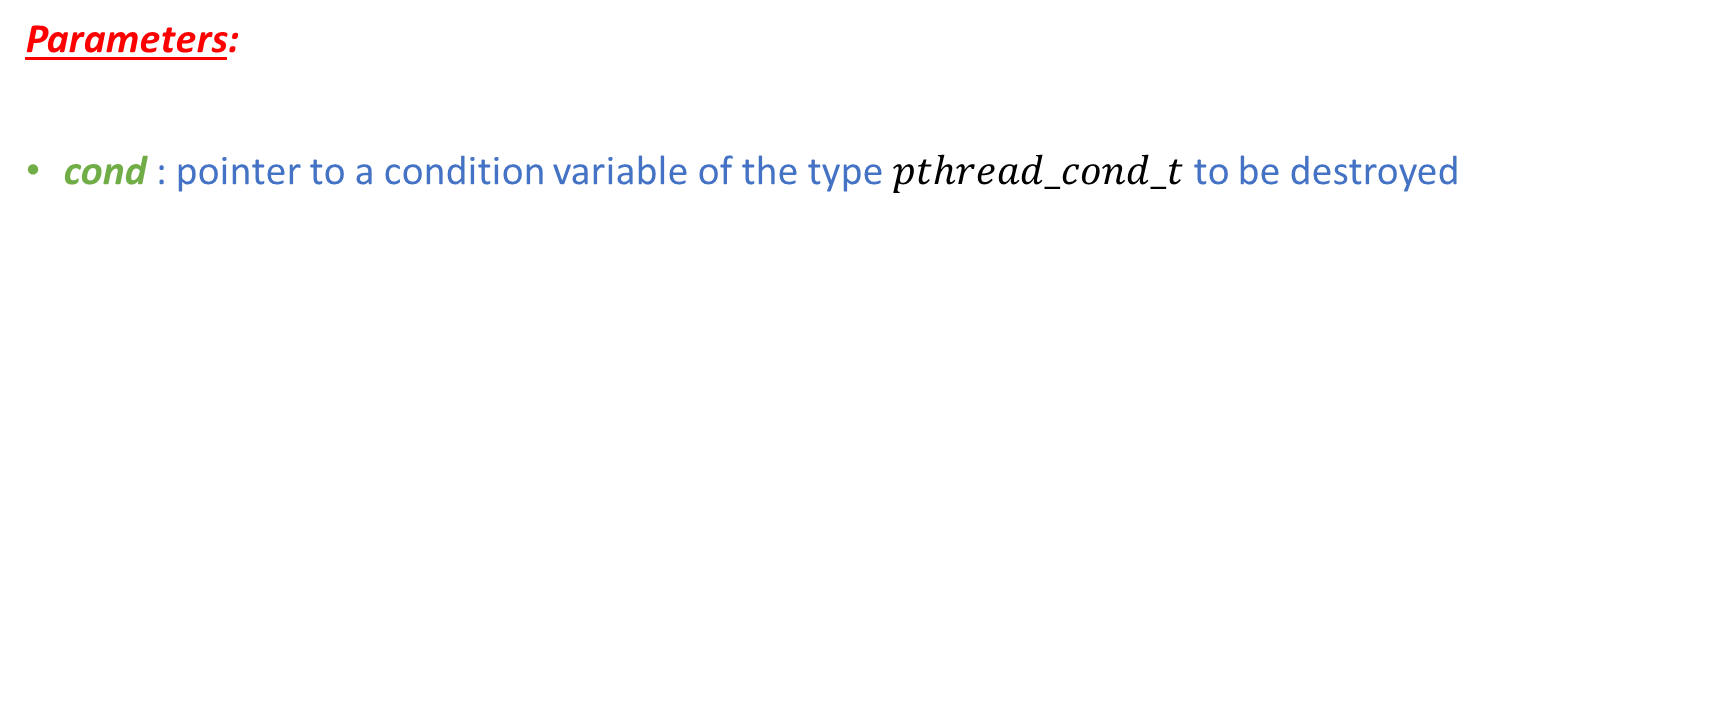 Parameters:
• cond : pointer to a condition variable of the type pthread_cond_t to be destroyed